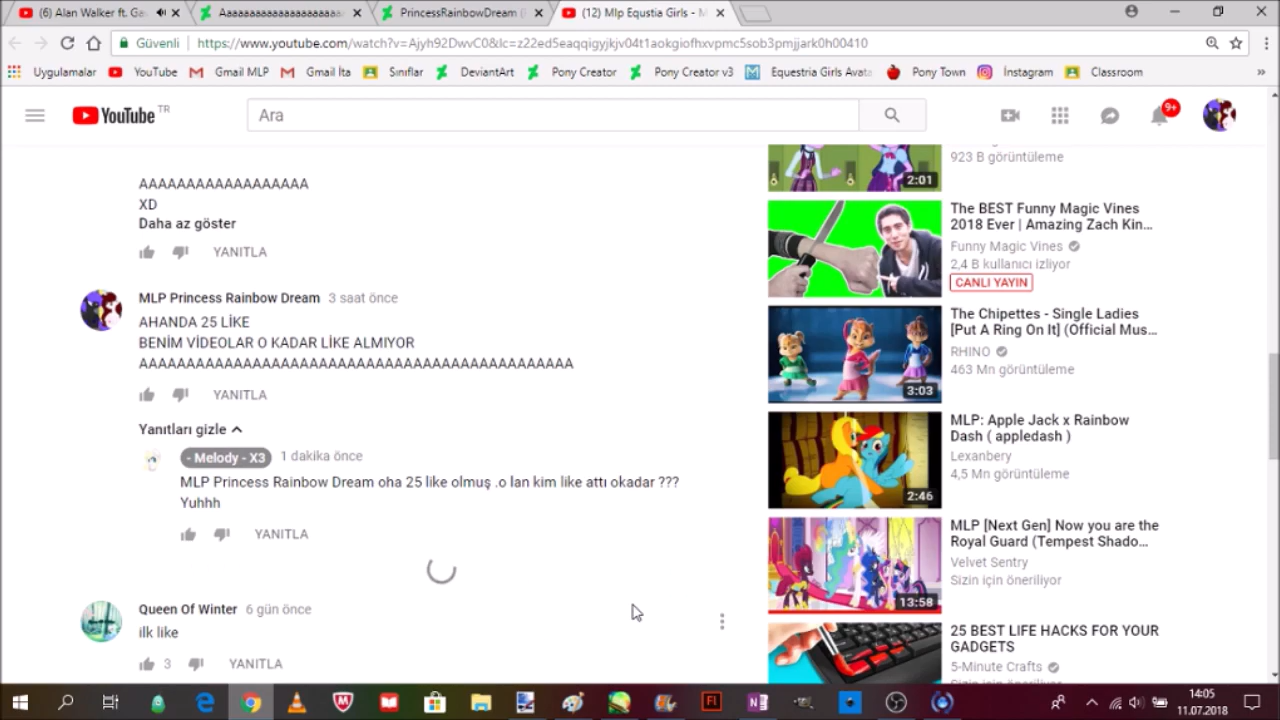 (6) Alan Walker ft. Ga
Aaaaaaaaaaaaaaaaaaaa
PrincessRainbowDream (
(12) Mlp Equstia Girls - M
Güvenli
https://www.youtube.com/watch?v=Ajyh92DwvC0&lc=z22ed5eaqqigyjkjv04t1aokgiofhxvpmc5sob3pmjjark0h00410
Uygulamalar
YouTube
Gmail MLP
Gmail İta
Sınıflar
DeviantArt
Pony Creator
Pony Creator v3
Equestria Girls Avata
Pony Town
İnstagram
Classroom
»
YouTube TR
Ara
9+
AAAAAAAAAAAAAAAAAA
XD
Daha az göster
YANITLA
MLP Princess Rainbow Dream 3 saat önce
AHANDA 25 LİKE
BENİM VİDEOLAR O KADAR LİKE ALMIYOR
AAAAAAAAAAAAAAAAAAAAAAAAAAAAAAAAAAAAAAAAAAAAAA
YANITLA
Yanıtları gizle
- Melody - X3 1 dakika önce
MLP Princess Rainbow Dream oha 25 like olmuş .o lan kim like attı okadar ???
Yuhhh
YANITLA
Queen Of Winter 6 gün önce
ilk like
3 YANITLA
923 B görüntüleme
2:01
The BEST Funny Magic Vines
2018 Ever | Amazing Zach Kin...
Funny Magic Vines
2,4 B kullanıcı izliyor
CANLI YAYIN
The Chipettes - Single Ladies
[Put A Ring On It] (Official Mus...
RHINO
463 Mn görüntüleme
3:03
MLP: Apple Jack x Rainbow
Dash ( appledash )
Lexanbery
4,5 Mn görüntüleme
2:46
MLP [Next Gen] Now you are the
Royal Guard (Tempest Shado...
Velvet Sentry
Sizin için öneriliyor
13:58
25 BEST LIFE HACKS FOR YOUR
GADGETS
5-Minute Crafts
14:05
11.07.2018